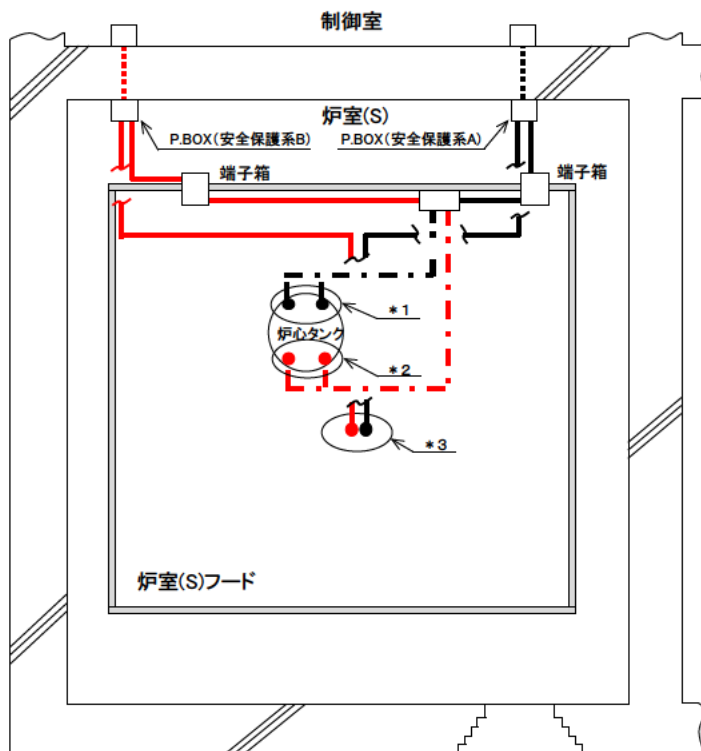 制御室
炉室(S)
P.BOX(安全保護系B)
P.BOX(安全保護系A)
端子箱
端子箱
*1
炉心タンク
*2
*3
炉室(S)フード